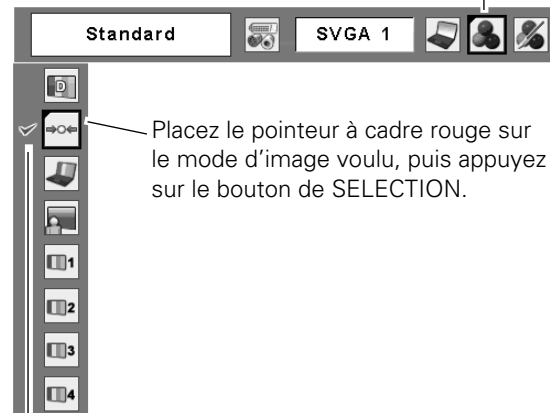 Standard
SVGA 1
D
Placez le pointeur à cadre rouge sur
le mode d’image voulu, puis appuyez
sur le bouton de SELECTION.
1
2
3
4